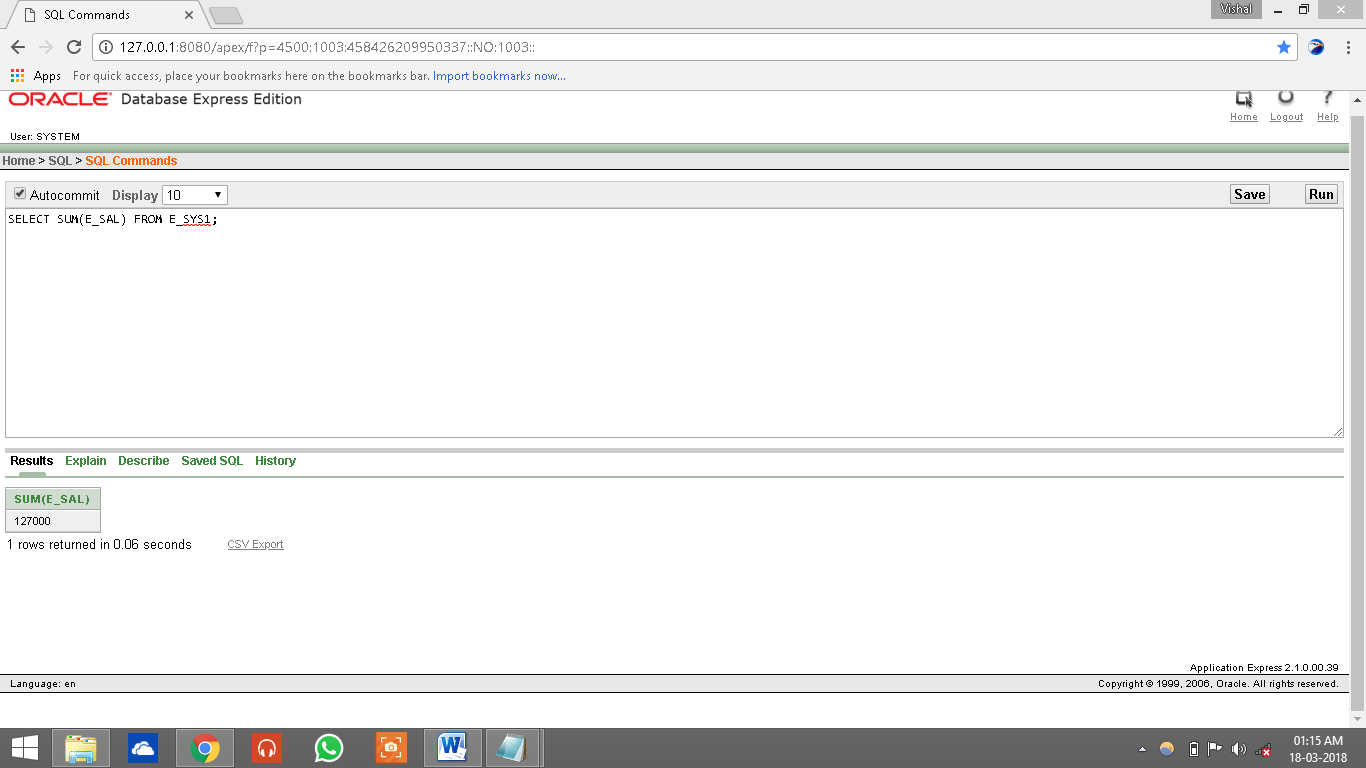 SQL Commands
Vishal
127.0.0.1:8080/apex/f?p=4500:1003:458426209950337::NO:1003::
Apps For quick access, place your bookmarks here on the bookmarks bar. Import bookmarks now...
ORACLE Database Express Edition
Home Logout Help
User: SYSTEM
Home > SQL > SQL Commands
Autocommit Display 10 Save Run
SELECT SUM(E_SAL) FROM E_SYS1;
Results Explain Describe Saved SQL History
SUM(E_SAL)
127000
1 rows returned in 0.06 seconds CSV Export
Application Express 2.1.0.00.39
Language: en Copyright © 1999, 2006, Oracle. All rights reserved.
01:15 AM
18-03-2018